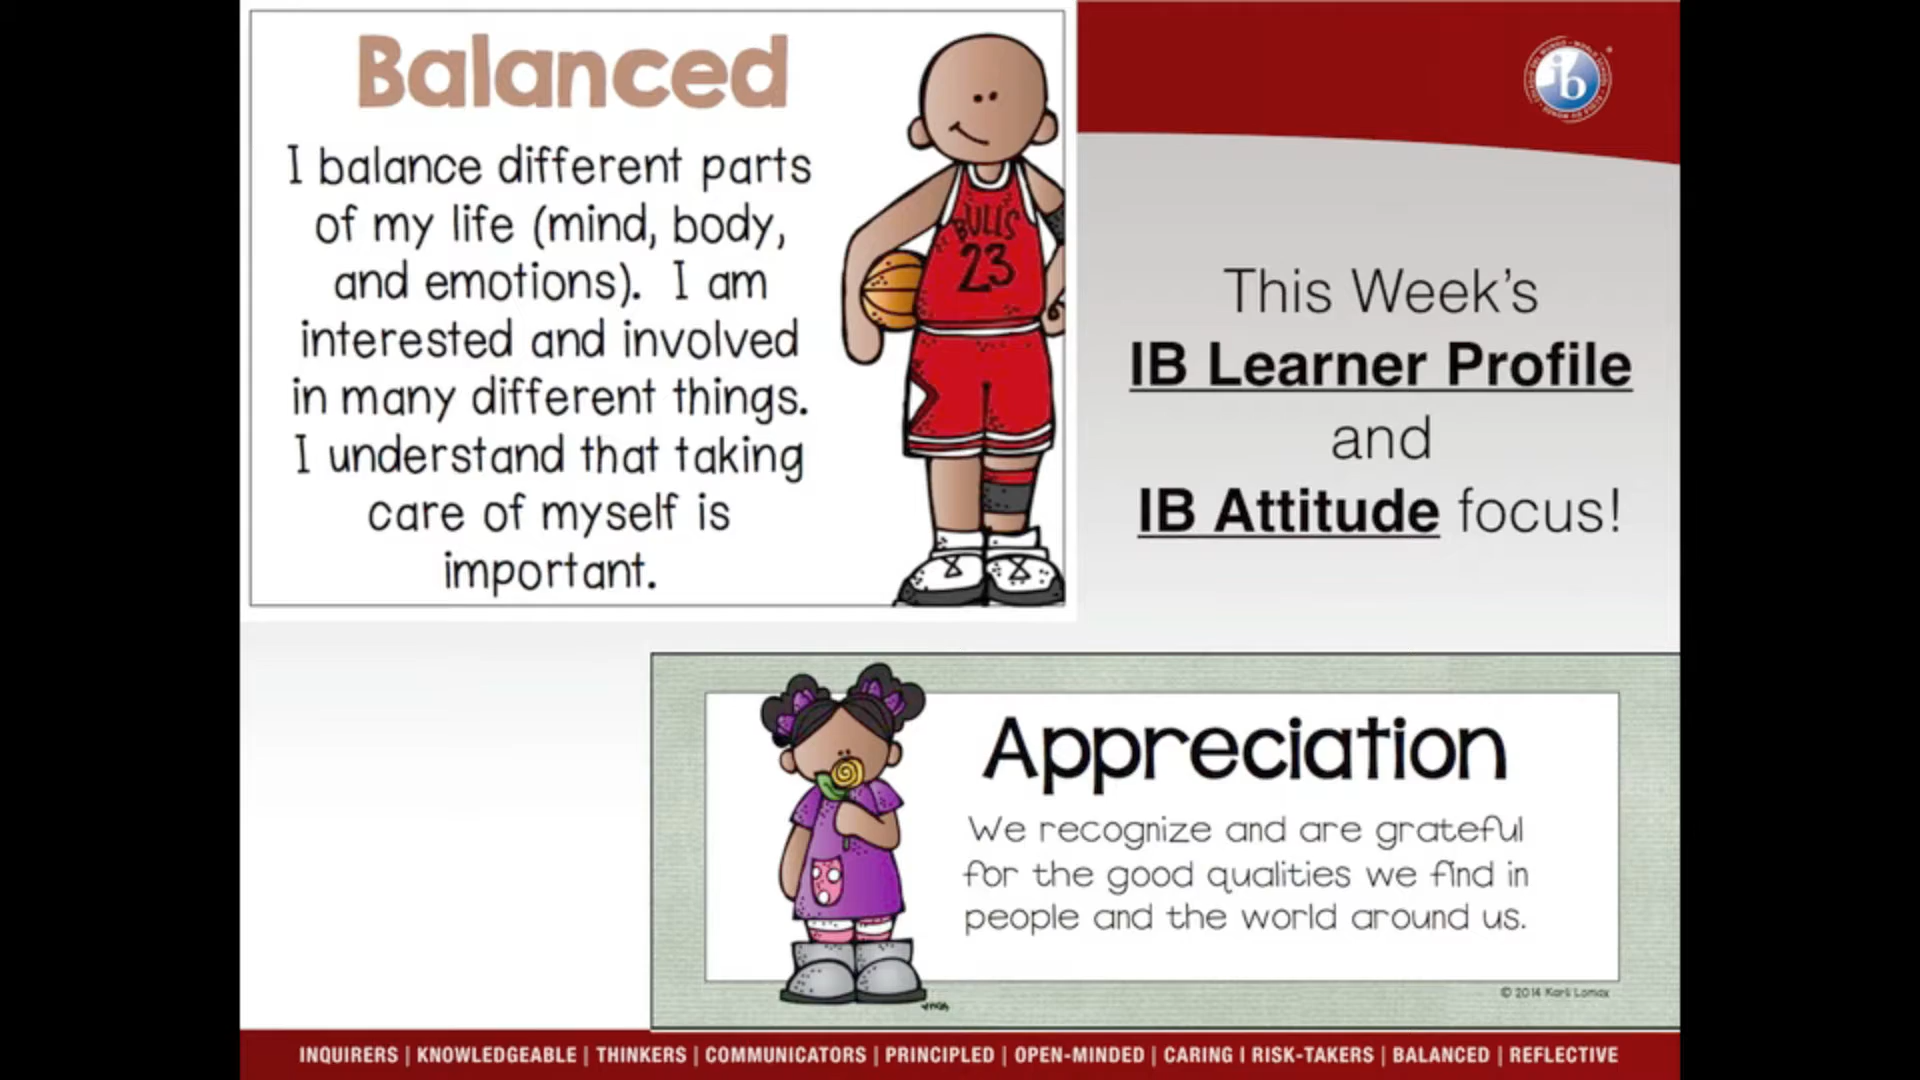 Balanced
I balance different parts
of my life (mind, body,
and emotions). I am
interested and involved
in many different things.
I understand that taking
care of myself is
important.
BULLS
23
ib
This Week's
IB Learner Profile
and
IB Attitude focus!
Appreciation
We recognize and are grateful
for the good qualities we find in
people and the world around us.
© 2014 Karli Lomax
INQUIRERS | KNOWLEDGEABLE | THINKERS | COMMUNICATORS | PRINCIPLED | OPEN-MINDED | CARING I RISK-TAKERS | BALANCED | REFLECTIVE